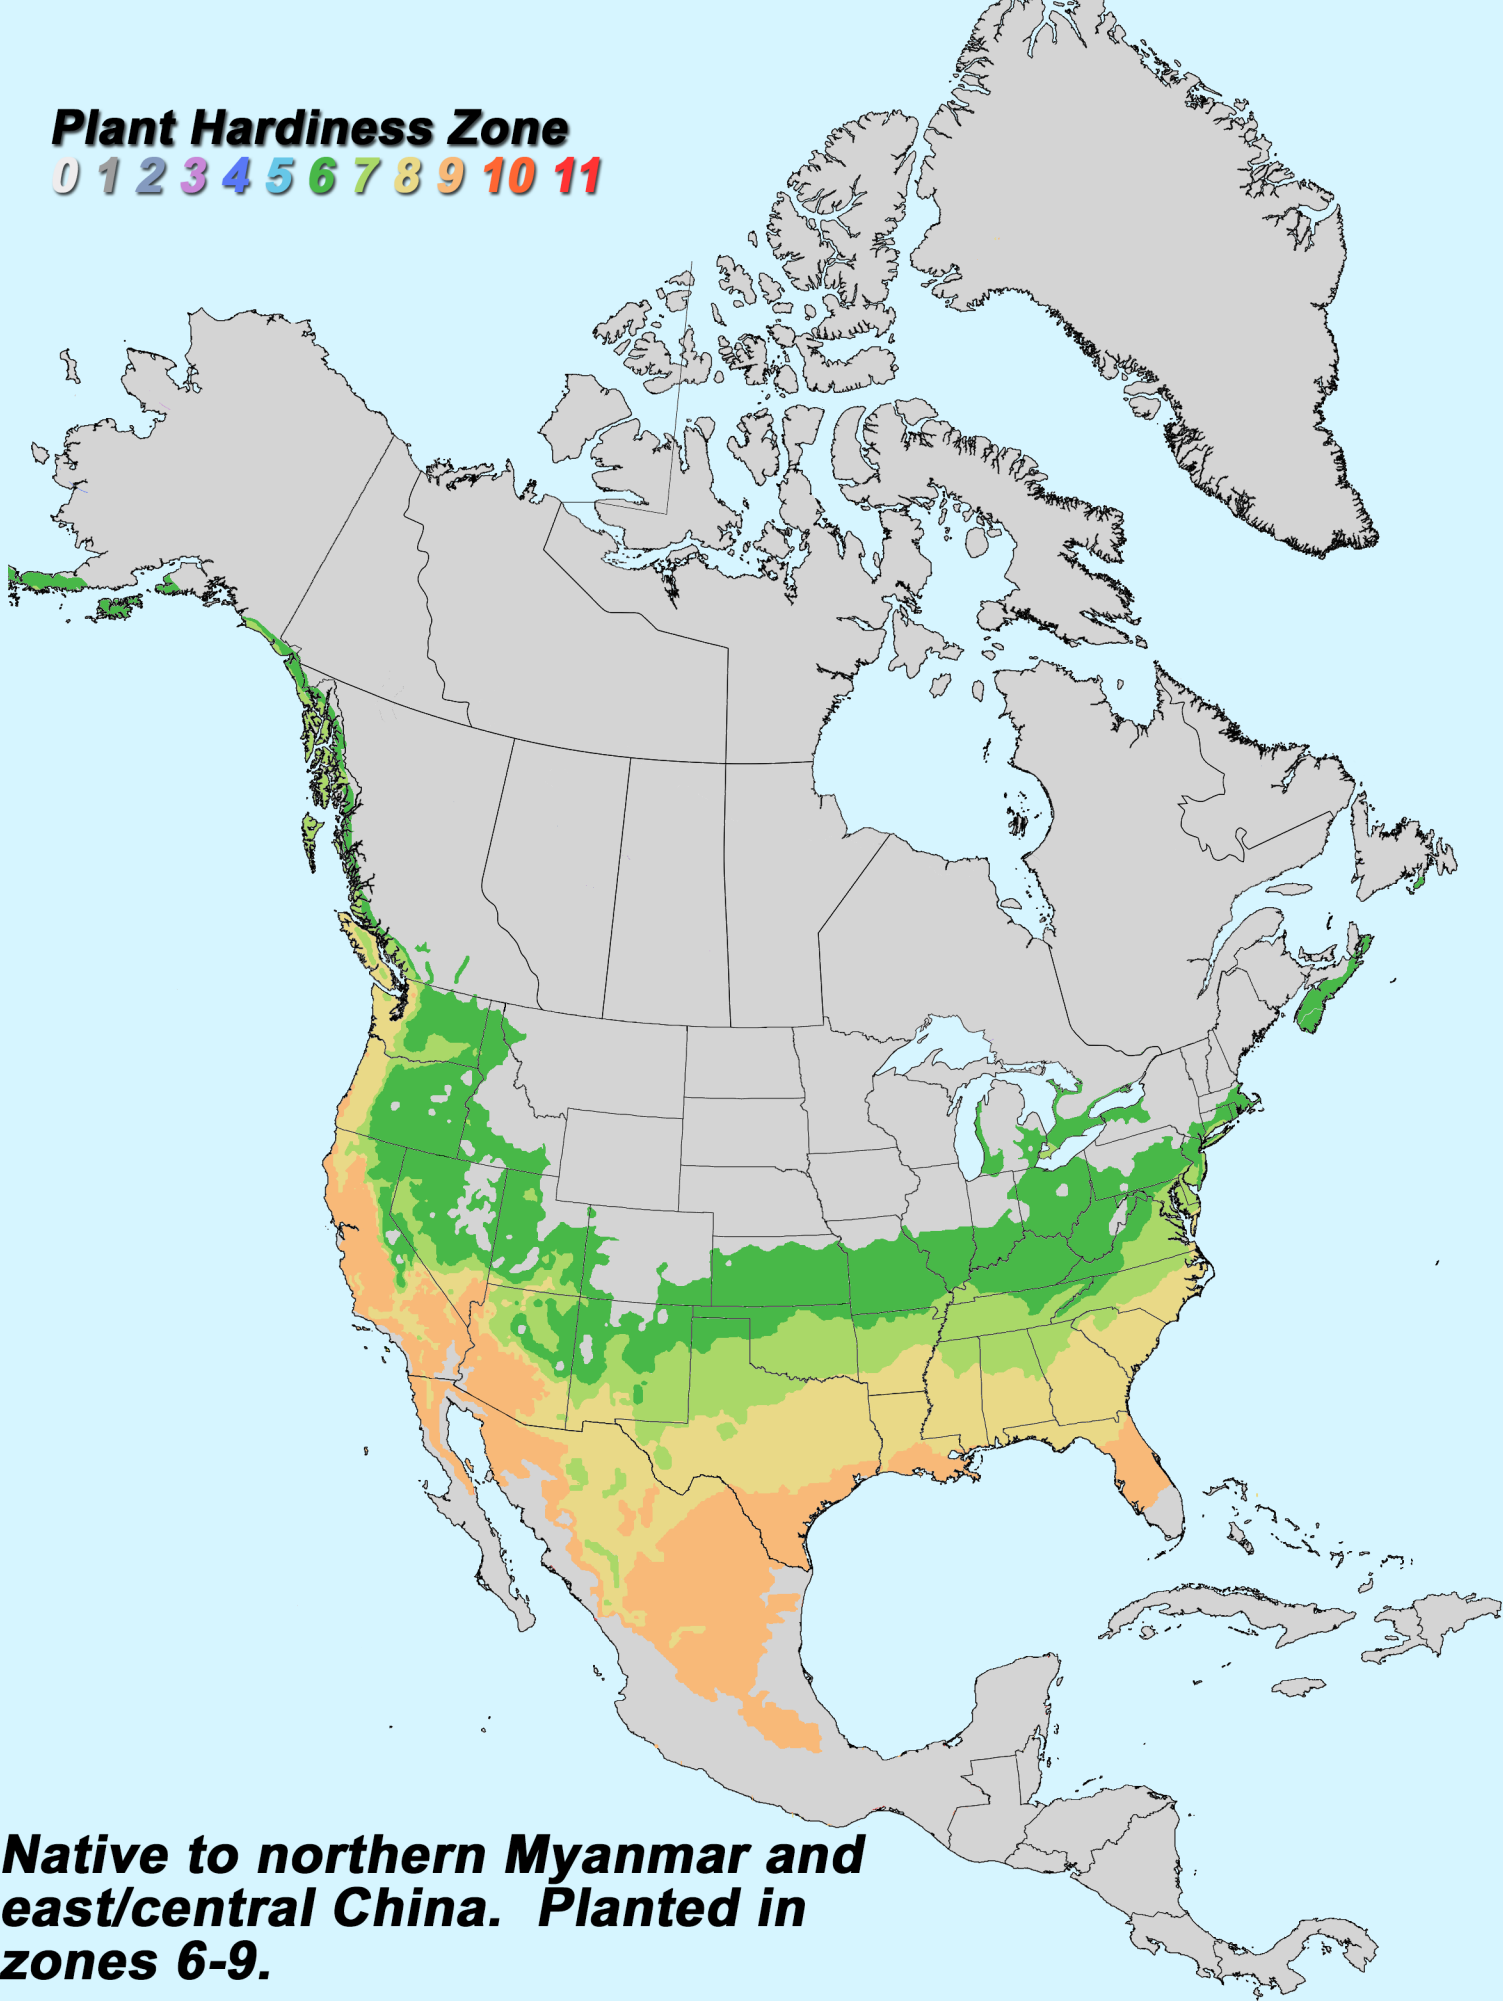 Plant Hardiness Zone
0 1 2 3 4 5 6 7 8 9 10 11
Native to northern Myanmar and
east/central China. Planted in
zones 6-9.